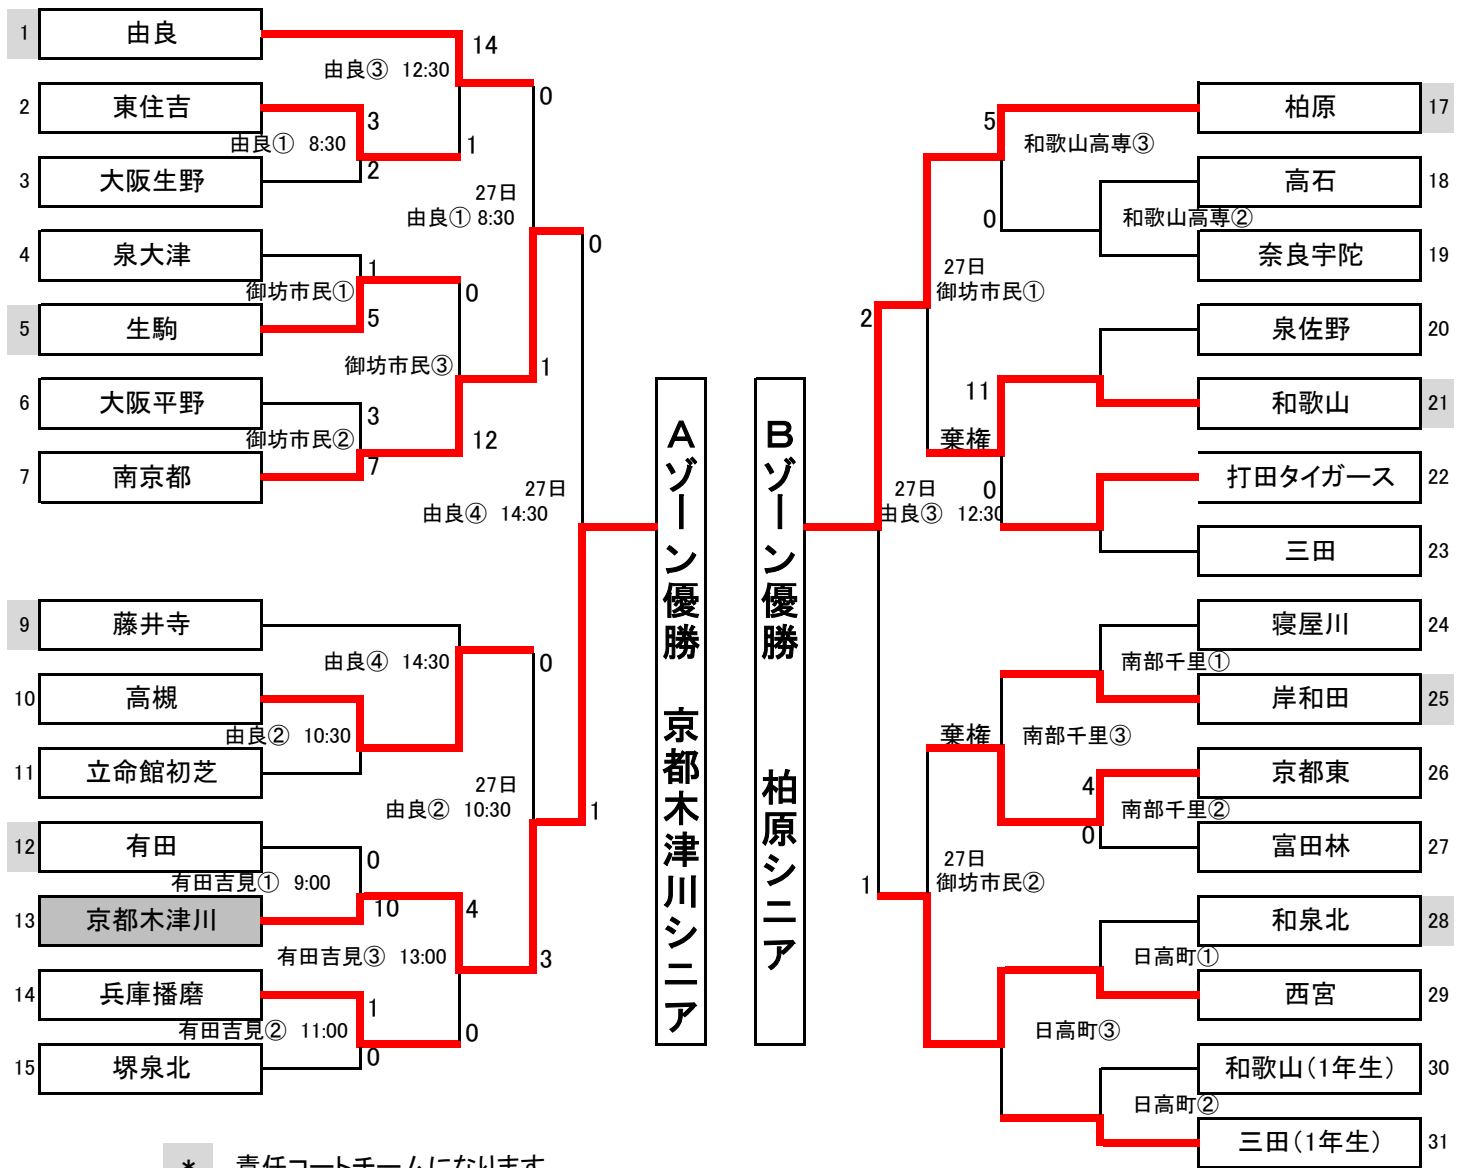 1 由良
14
由良③ 12:30
2 東住吉
3
由良① 8:30
1
2
3 大阪生野
0
27日
由良① 8:30
4 泉大津
1
御坊市民①
0
5
5 生駒
御坊市民③
1
6 大阪平野
3
御坊市民②
12
7
7 南京都
0
27日
由良④ 14:30
9 藤井寺
由良④ 14:30
0
10 高槻
由良② 10:30
11 立命館初芝
27日
由良② 10:30
1
12 有田
0
有田吉見① 9:00
10
4
13 京都木津川
有田吉見③ 13:00
3
14 兵庫播磨
1
有田吉見② 11:00
0
0
15 堺泉北
Aゾーン優勝 京都木津川シニア
Bゾーン優勝 柏原シニア
柏原 17
5
和歌山高専③
高石 18
0
和歌山高専②
奈良宇陀 19
27日
御坊市民①
2
泉佐野 20
11
和歌山 21
棄権
打田タイガース 22
27日
0
由良③ 12:30
三田 23
寝屋川 24
南部千里①
岸和田 25
棄権
南部千里③
京都東 26
4
南部千里②
0
富田林 27
27日
御坊市民②
1
和泉北 28
日高町①
西宮 29
日高町③
和歌山(1年生) 30
日高町②
三田(1年生) 31
* 責任コートチームになります